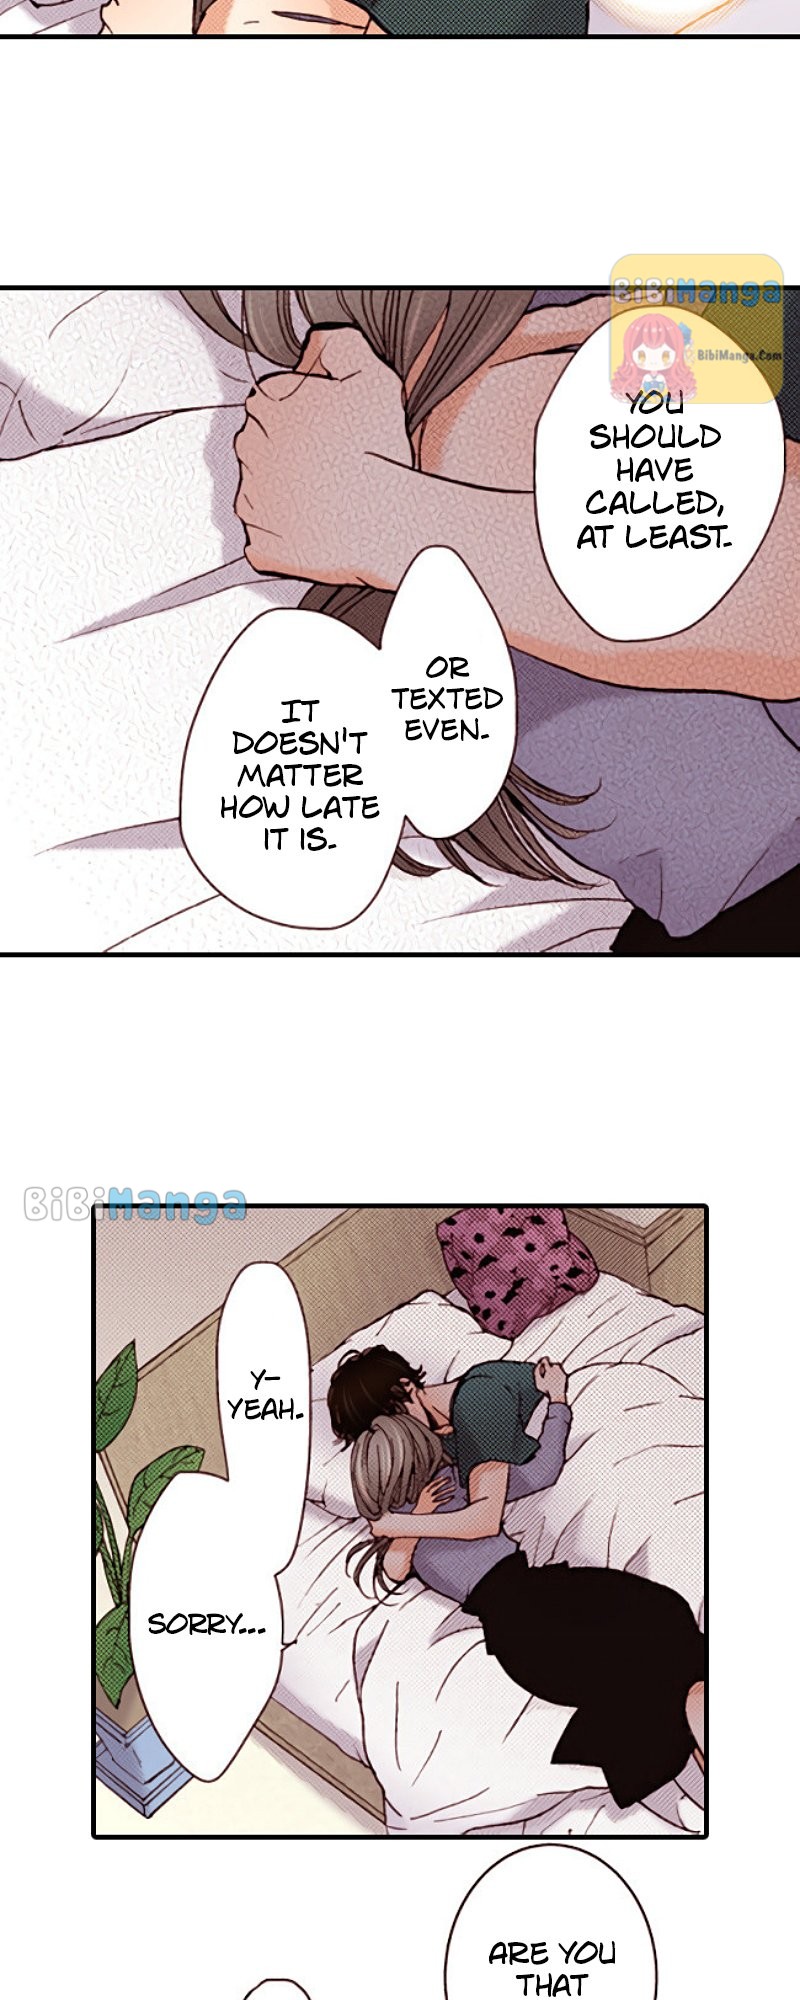 BiBiManga
BibiManga.Com
YOU
SHOULD
HAVE
CALLED,
AT LEAST.
OR
TEXTED
EVEN.
IT
DOESN'T
MATTER
HOW LATE
IT IS.
BiBiManga
Y-
YEAH.
SORRY...
ARE YOU
THAT